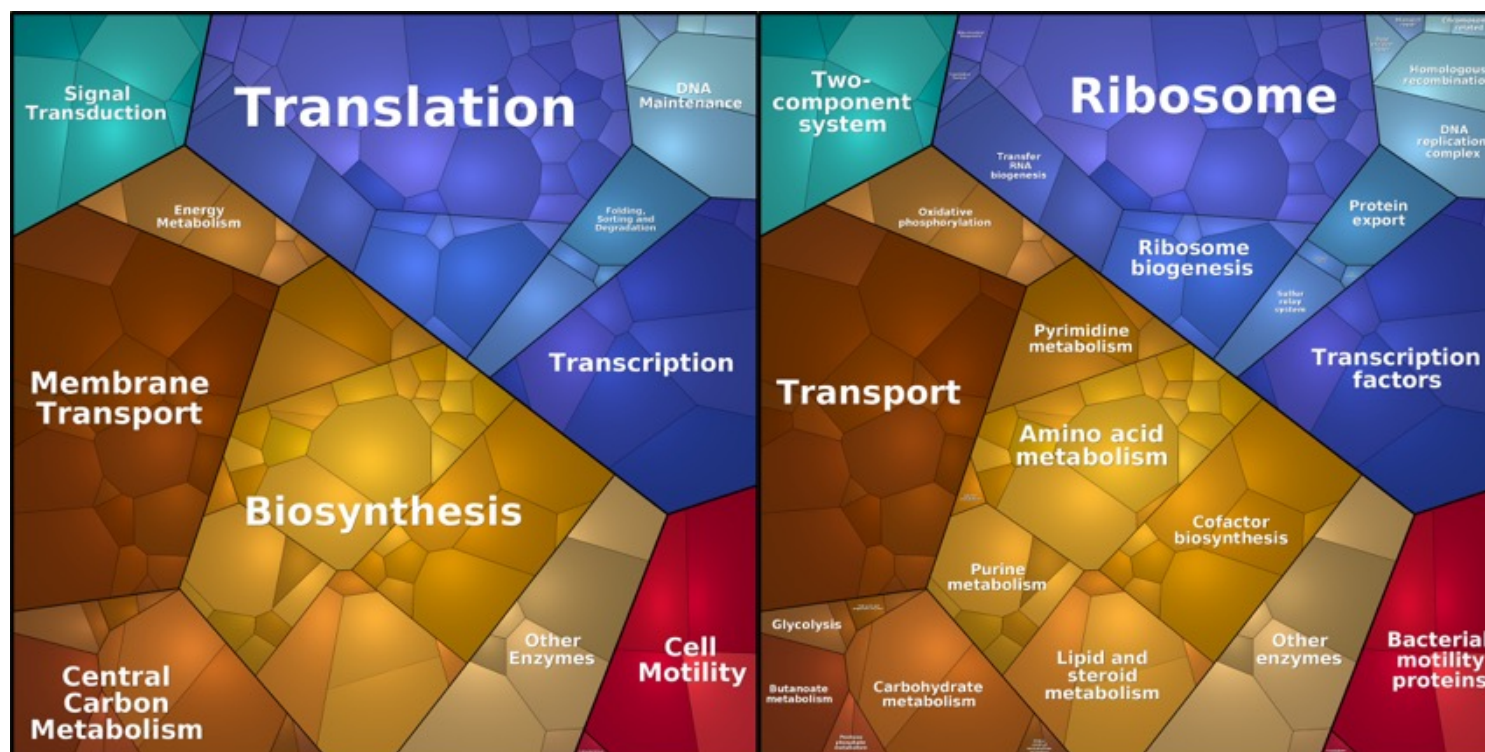 Signal
Transduction
Translation
DNA
Maintenance
Energy
Metabolism
Folding,
Sorting and
Degradation
Membrane
Transport
Transcription
Biosynthesis
Central
Carbon
Metabolism
Other
Enzymes
Cell
Motility
Two-
component
system
Ribosome
Homologous
recombination
DNA
replication
complex
Transfer
RNA
biogenesis
Oxidative
phosphorylation
Protein
export
Ribosome
biogenesis
Sulfur
relay
system
Pyrimidine
metabolism
Transcription
factors
Transport
Amino acid
metabolism
Cofactor
biosynthesis
Purine
metabolism
Glycolysis
Butanoate
metabolism
Carbohydrate
metabolism
Lipid and
steroid
metabolism
Other
enzymes
Bacterial
motility
proteins
Pentose
phosphate
metabolism